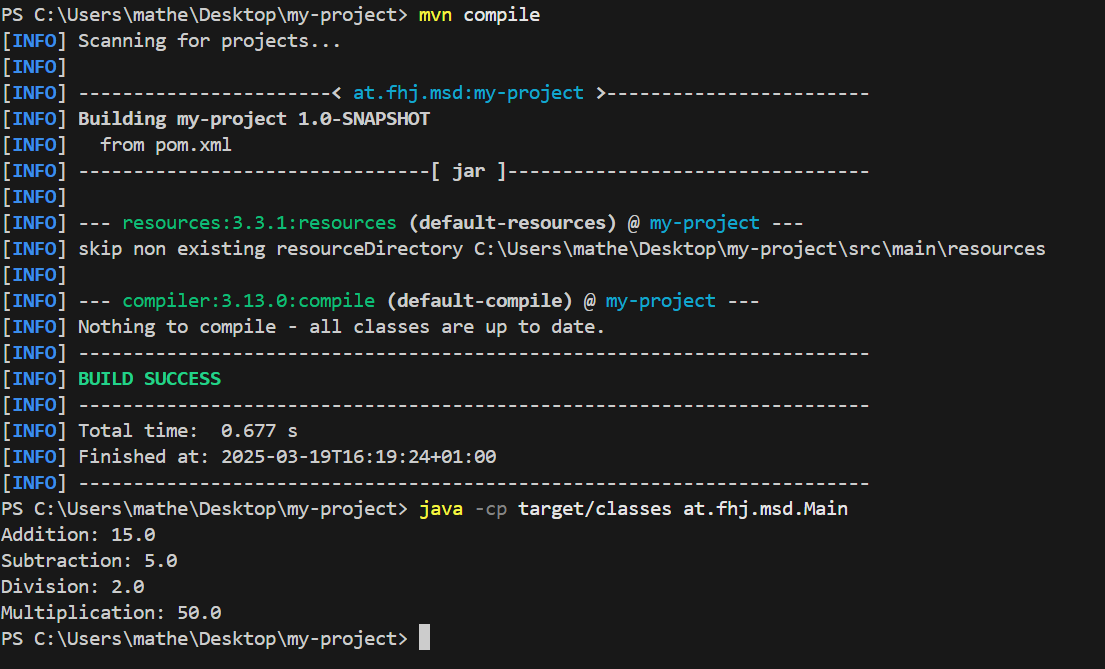 PS C:\Users\mathe\Desktop\my-project> mvn compile
[INFO] Scanning for projects...
[INFO]
[INFO] -----------------------< at.fhj.msd:my-project >------------------------
[INFO] Building my-project 1.0-SNAPSHOT
[INFO]   from pom.xml
[INFO] --------------------------------[ jar ]---------------------------------
[INFO]
[INFO] --- resources:3.3.1:resources (default-resources) @ my-project ---
[INFO] skip non existing resourceDirectory C:\Users\mathe\Desktop\my-project\src\main\resources
[INFO]
[INFO] --- compiler:3.13.0:compile (default-compile) @ my-project ---
[INFO] Nothing to compile - all classes are up to date.
[INFO] ------------------------------------------------------------------------
[INFO] BUILD SUCCESS
[INFO] ------------------------------------------------------------------------
[INFO] Total time:  0.677 s
[INFO] Finished at: 2025-03-19T16:19:24+01:00
[INFO] ------------------------------------------------------------------------
PS C:\Users\mathe\Desktop\my-project> java -cp target/classes at.fhj.msd.Main
Addition: 15.0
Subtraction: 5.0
Division: 2.0
Multiplication: 50.0
PS C:\Users\mathe\Desktop\my-project>